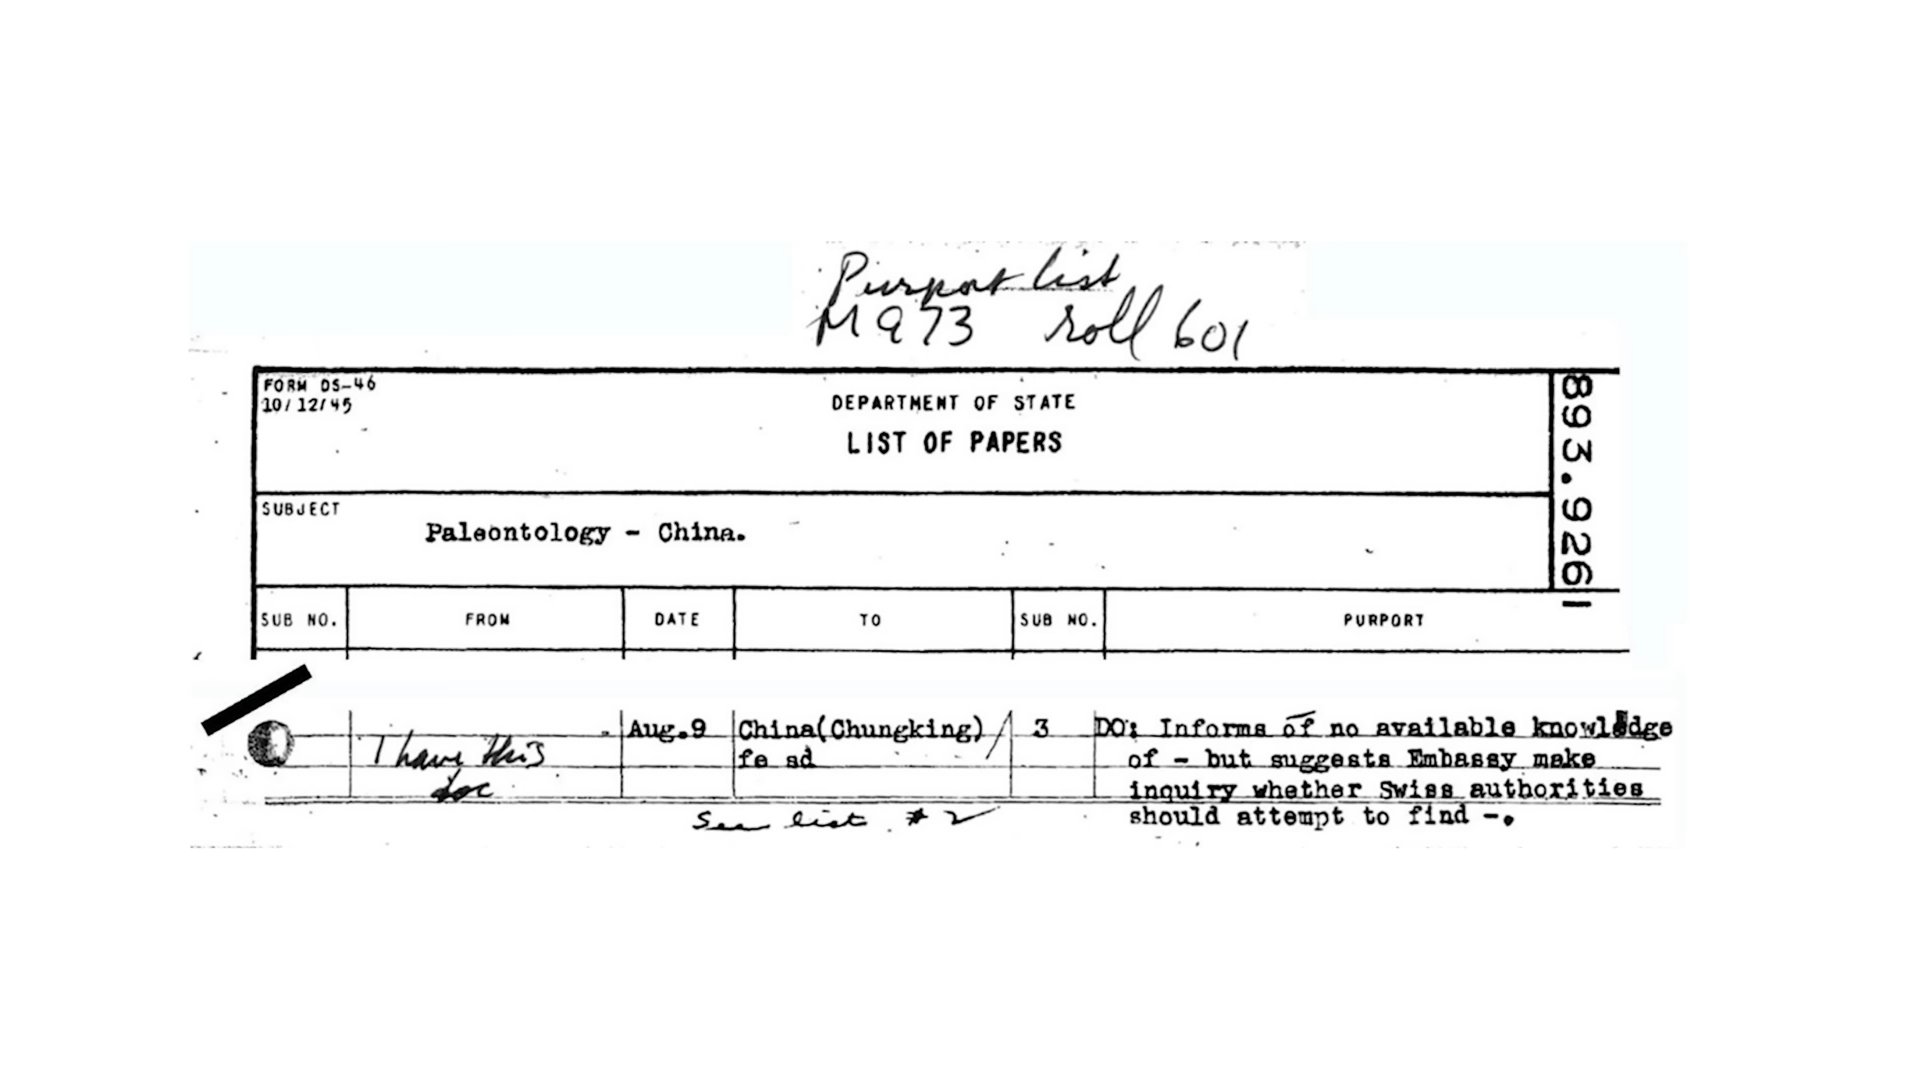 Purport list
M973 roll 601
FORM DS-46
10/12/45
DEPARTMENT OF STATE
LIST OF PAPERS
893.9261
SUBJECT
Paleontology - China.
SUB NO. FROM DATE TO SUB NO. PURPORT
Aug.9 China(Chungking) 3 DO: Informs of no available knowledge
I have this fe sd of - but suggests Embassy make
doc inquiry whether Swiss authorities
See list #2 should attempt to find -.